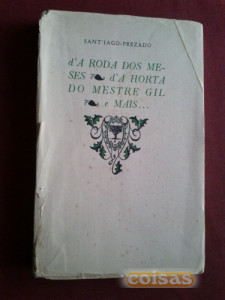 SANT'IAGO-PREZADO
d'A RODA DOS ME-
SES d'A HORTA
DO MESTRE GIL
e MAIS...
coisas